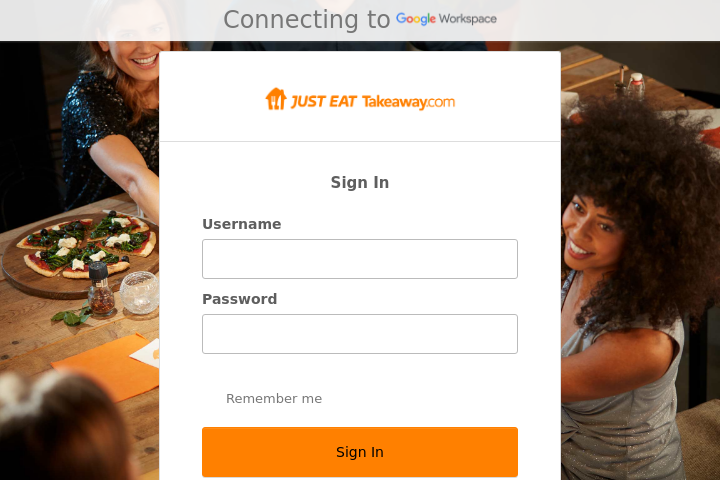 Connecting to Google Workspace
JUST EAT Takeaway.com
Sign In
Username
Password
Remember me
Sign In